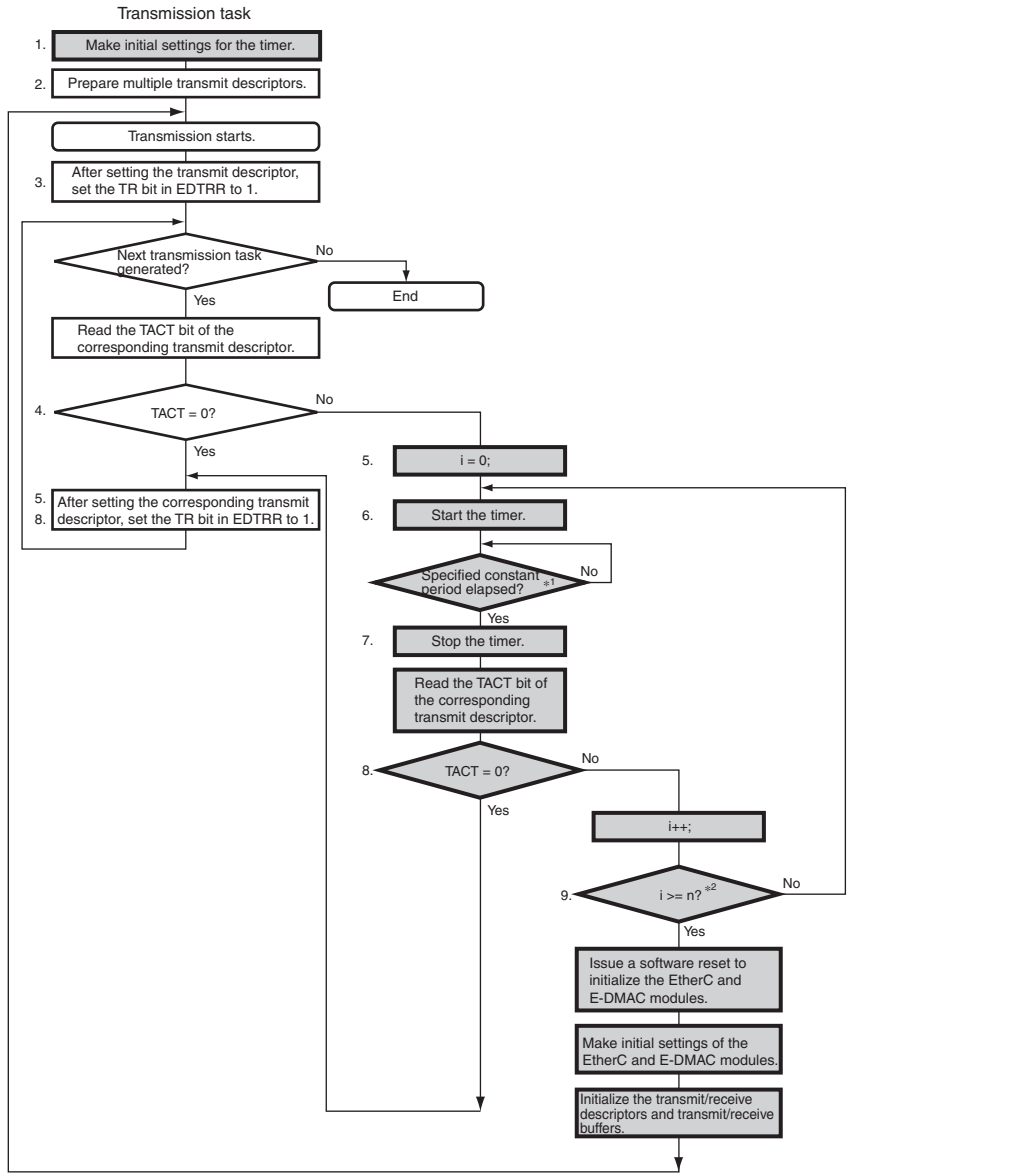 Transmission task
1. Make initial settings for the timer.
2. Prepare multiple transmit descriptors.
Transmission starts.
3. After setting the transmit descriptor,
set the TR bit in EDTRR to 1.
Next transmission task
generated?
No
End
Yes
Read the TACT bit of the
corresponding transmit descriptor.
4. TACT = 0?
No
Yes
5. After setting the corresponding transmit
8. descriptor, set the TR bit in EDTRR to 1.
5. i = 0;
6. Start the timer.
Specified constant
period elapsed? *1
No
Yes
7. Stop the timer.
Read the TACT bit of
the corresponding
transmit descriptor.
8. TACT = 0?
No
Yes
i++;
9. i >= n? *2
No
Yes
Issue a software reset to
initialize the EtherC and
E-DMAC modules.
Make initial settings of the
EtherC and E-DMAC modules.
Initialize the transmit/receive
descriptors and transmit/receive
buffers.